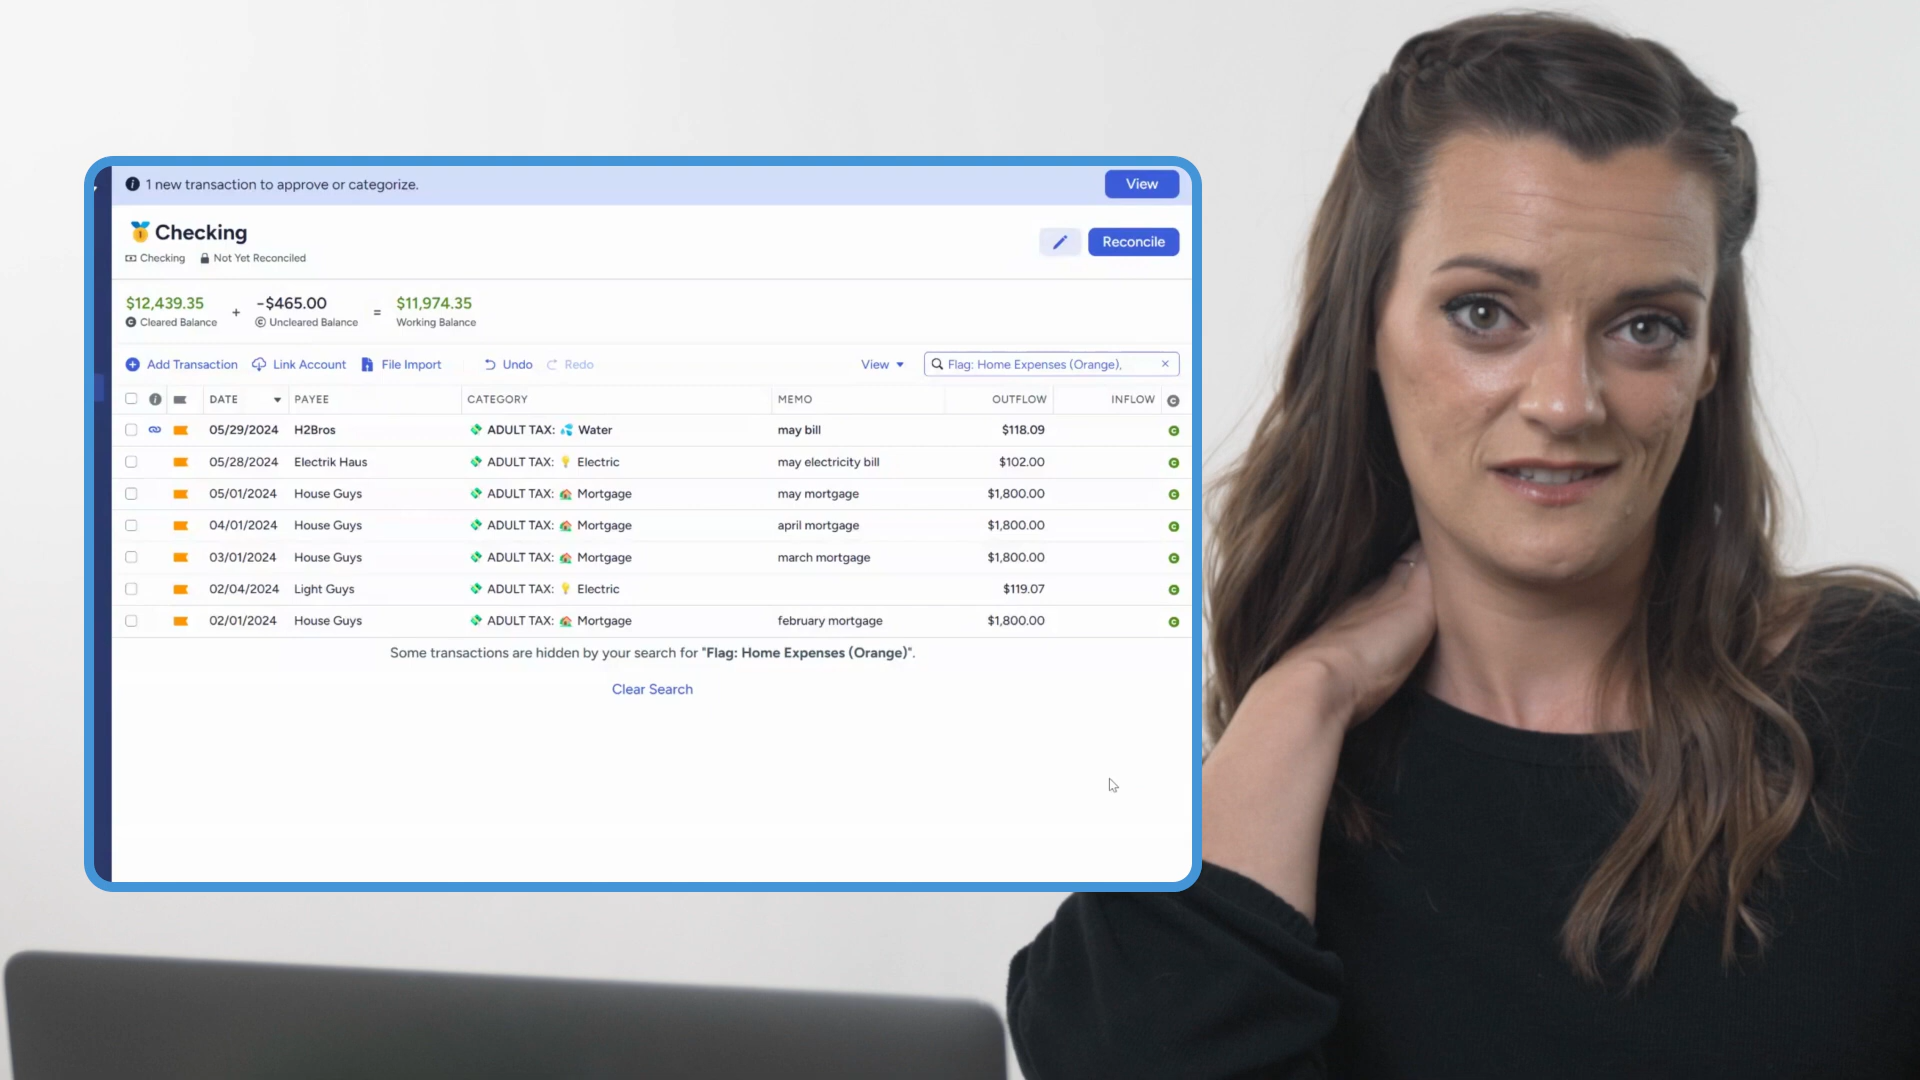 1 new transaction to approve or categorize.
View
Checking
Checking Not Yet Reconciled
Reconcile
$12,439.35 + -$465.00 = $11,974.35
Cleared Balance Uncleared Balance Working Balance
Add Transaction Link Account File Import Undo Redo View Flag: Home Expenses (Orange),
DATE PAYEE CATEGORY MEMO OUTFLOW INFLOW
05/29/2024 H2Bros ADULT TAX: Water may bill $118.09
05/28/2024 Electrik Haus ADULT TAX: Electric may electricity bill $102.00
05/01/2024 House Guys ADULT TAX: Mortgage may mortgage $1,800.00
04/01/2024 House Guys ADULT TAX: Mortgage april mortgage $1,800.00
03/01/2024 House Guys ADULT TAX: Mortgage march mortgage $1,800.00
02/04/2024 Light Guys ADULT TAX: Electric $119.07
02/01/2024 House Guys ADULT TAX: Mortgage february mortgage $1,800.00
Some transactions are hidden by your search for "Flag: Home Expenses (Orange)".
Clear Search